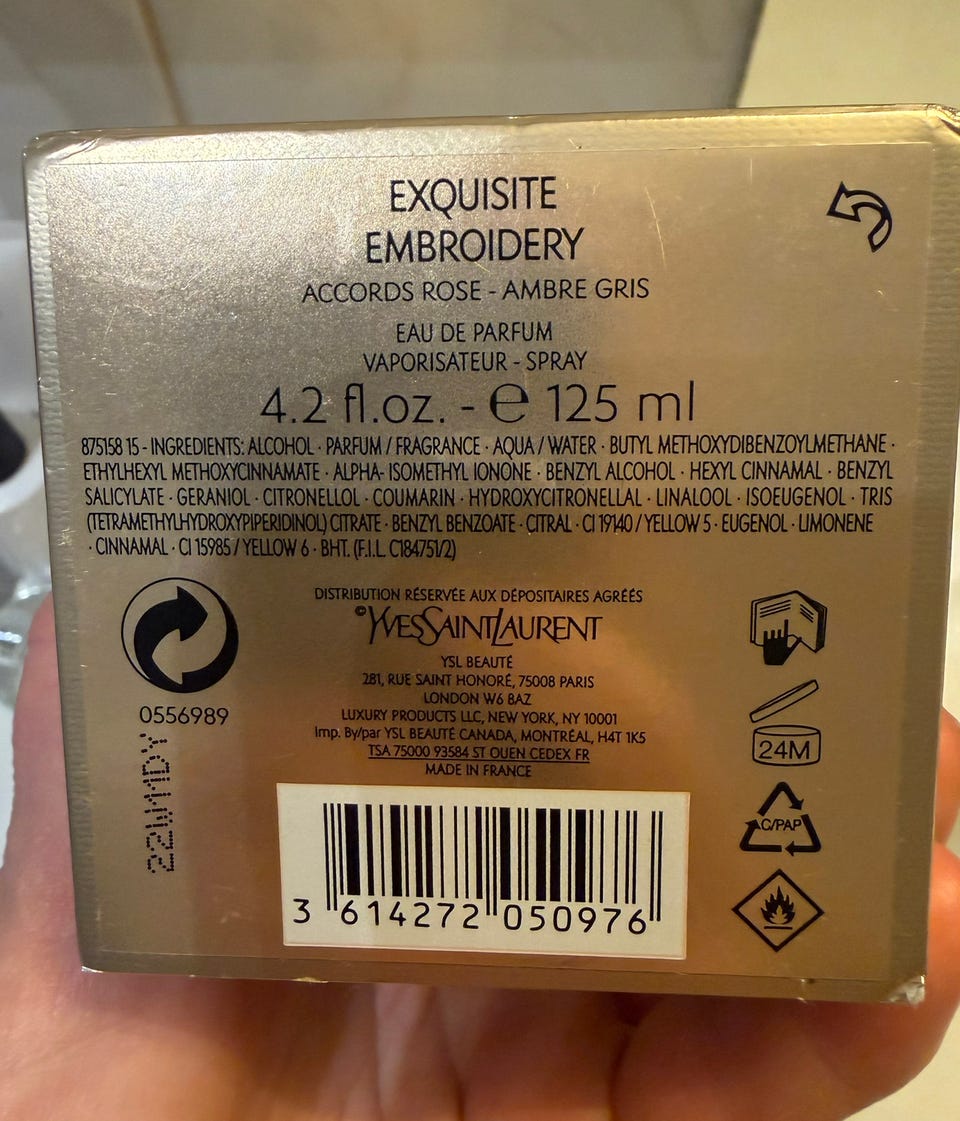 EXQUISITE
EMBROIDERY
ACCORDS ROSE - AMBRE GRIS
EAU DE PARFUM
VAPORISATEUR - SPRAY
4.2 fl.oz. - e 125 ml
875158 15 - INGREDIENTS: ALCOHOL · PARFUM / FRAGRANCE · AQUA / WATER · BUTYL METHOXYDIBENZOYLMETHANE ·
ETHYLHEXYL METHOXYCINNAMATE · ALPHA- ISOMETHYL IONONE · BENZYL ALCOHOL · HEXYL CINNAMAL · BENZYL
SALICYLATE · GERANIOL · CITRONELLOL · COUMARIN · HYDROXYCITRONELLAL · LINALOOL · ISOEUGENOL · TRIS
(TETRAMETHYLHYDROXYPIPERIDINOL) CITRATE · BENZYL BENZOATE · CITRAL · CI 19140 / YELLOW 5 · EUGENOL · LIMONENE
· CINNAMAL · CI 15985 / YELLOW 6 · BHT. (F.I.L. C184751/2)
DISTRIBUTION RÉSERVÉE AUX DÉPOSITAIRES AGRÉÉS
©YVESSAINTLAURENT
YSL BEAUTÉ
281, RUE SAINT HONORÉ, 75008 PARIS
LONDON W6 8AZ
LUXURY PRODUCTS LLC, NEW YORK, NY 10001
Imp. By/par YSL BEAUTÉ CANADA, MONTRÉAL, H4T 1K5
TSA 75000 93584 ST OUEN CEDEX FR
MADE IN FRANCE
0556989
24M
C/PAP
3 614272 050976